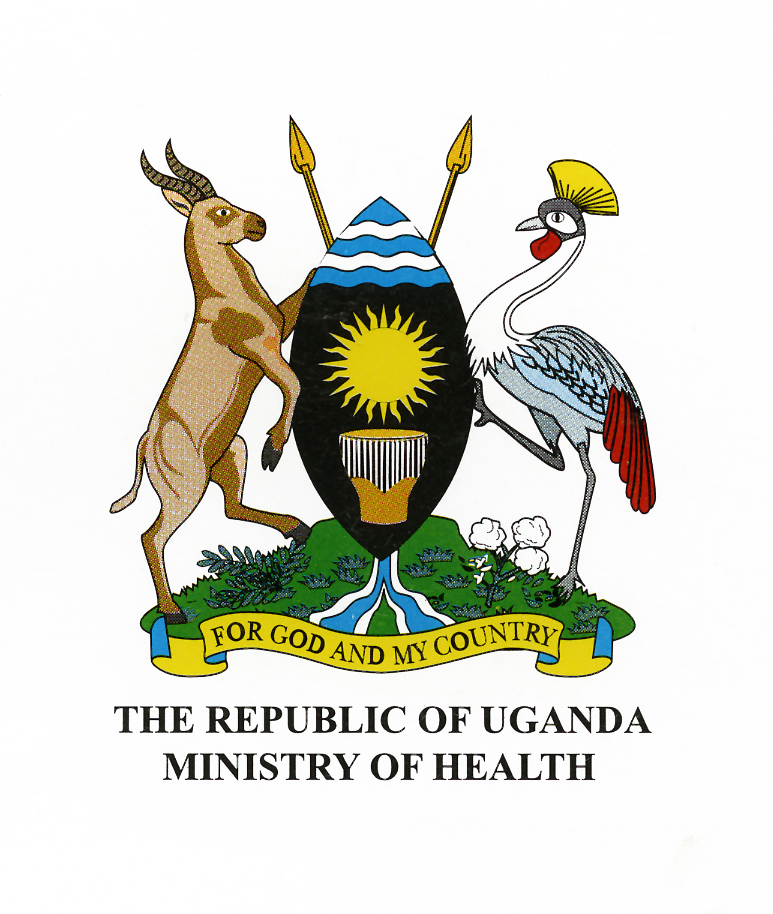 FOR GOD AND MY COUNTRY
THE REPUBLIC OF UGANDA
MINISTRY OF HEALTH